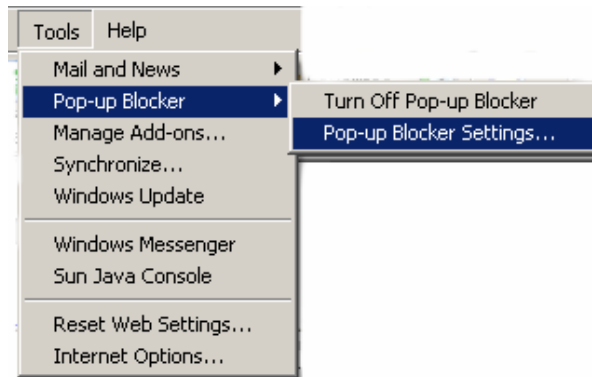 Tools Help
Mail and News
Pop-up Blocker
Turn Off Pop-up Blocker
Manage Add-ons...
Pop-up Blocker Settings...
Synchronize...
Windows Update
Windows Messenger
Sun Java Console
Reset Web Settings...
Internet Options...